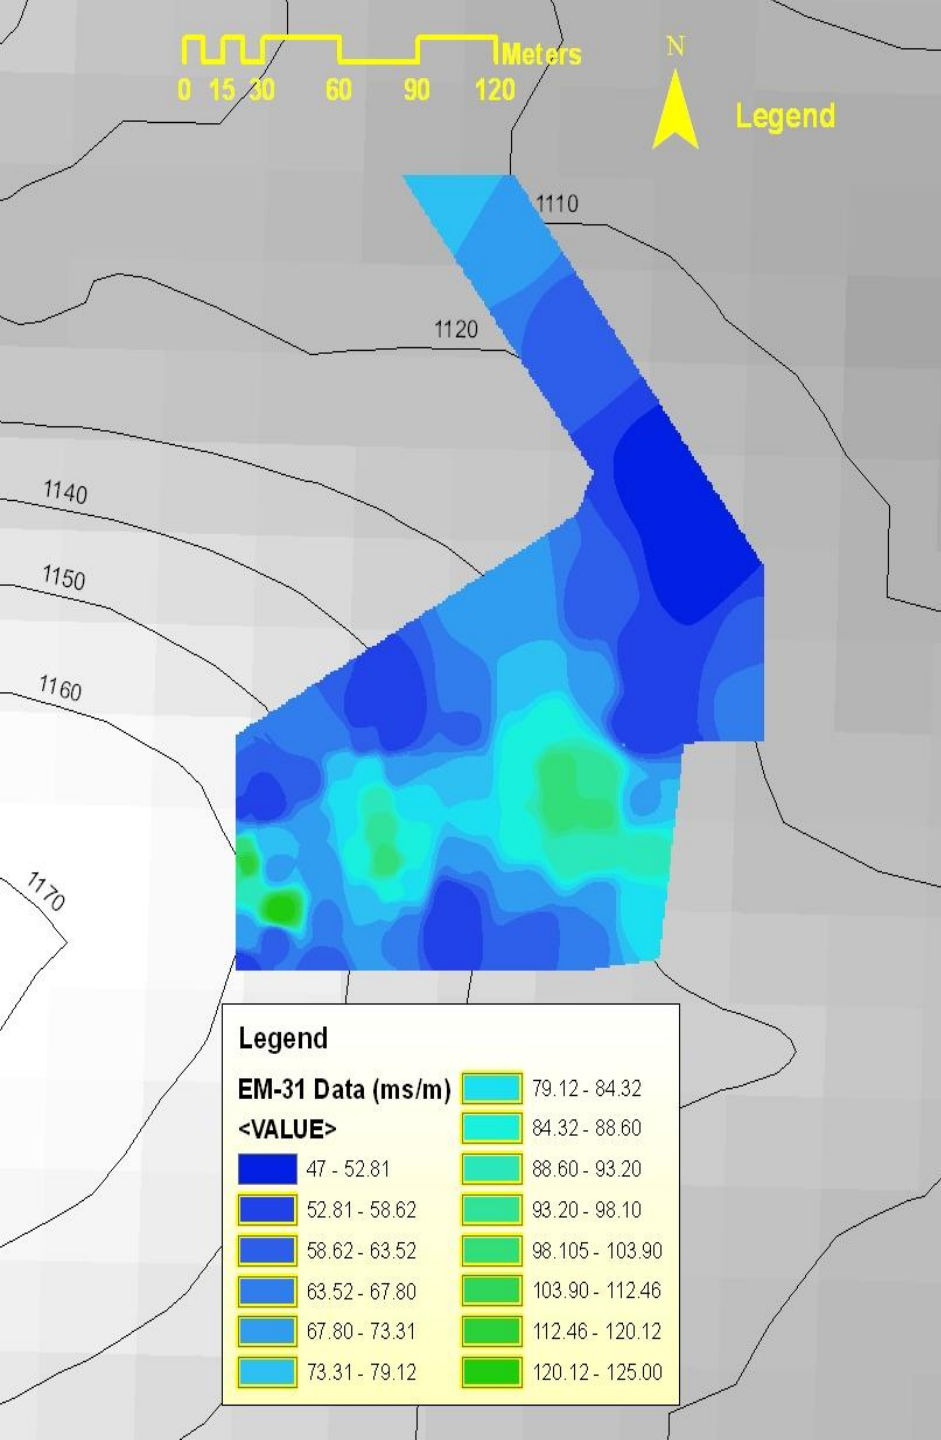 Meters
0 15 30 60 90 120
N
Legend
1110
1120
1140
1150
1160
1170
Legend
EM-31 Data (ms/m)
<VALUE>
47 - 52.81
52.81 - 58.62
58.62 - 63.52
63.52 - 67.80
67.80 - 73.31
73.31 - 79.12
79.12 - 84.32
84.32 - 88.60
88.60 - 93.20
93.20 - 98.10
98.105 - 103.90
103.90 - 112.46
112.46 - 120.12
120.12 - 125.00